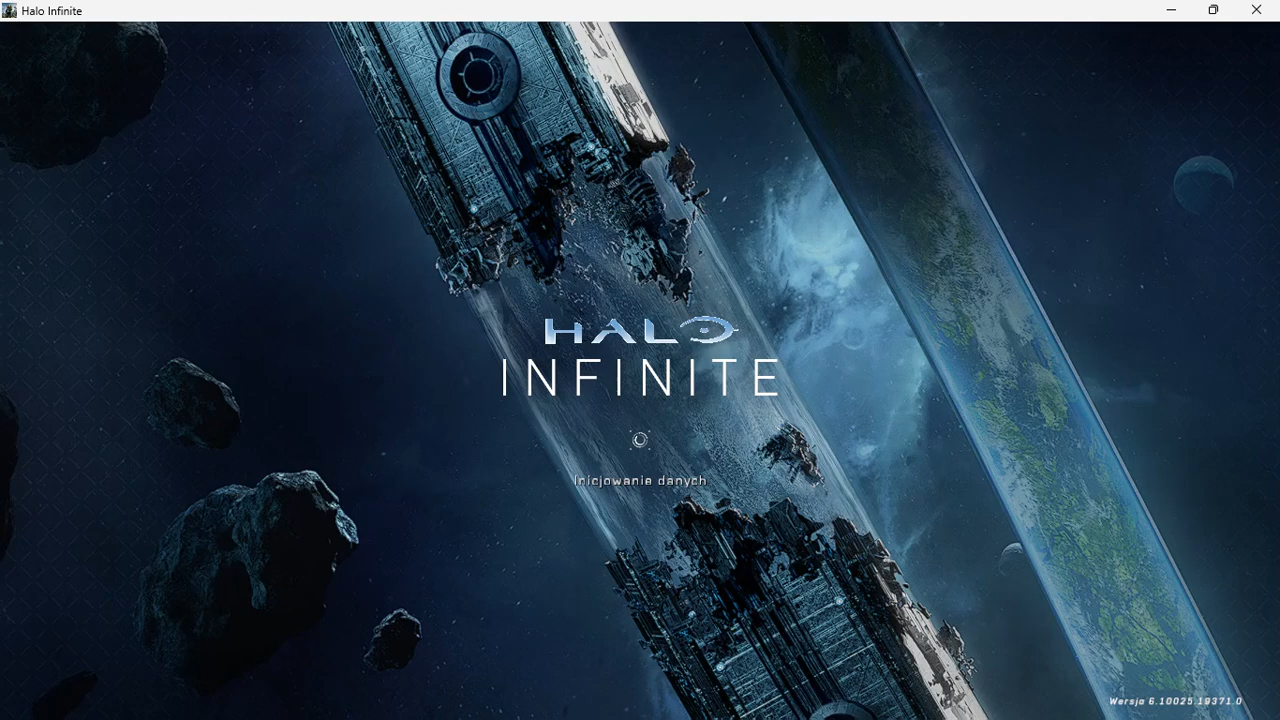 Halo Infinite
HALO
INFINITE
Inicjowanie danych
Wersja 6.10025.19371.0